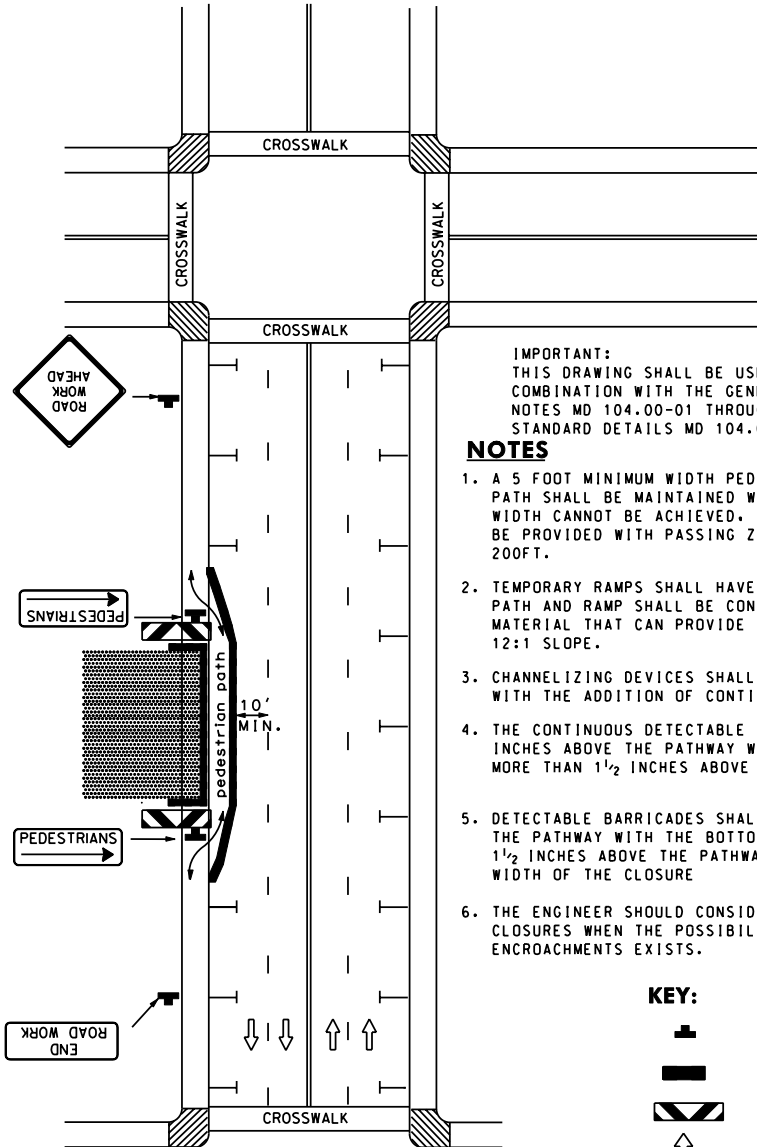 CROSSWALK
CROSSWALK
CROSSWALK
CROSSWALK
ROAD
WORK
AHEAD
IMPORTANT:
THIS DRAWING SHALL BE US
COMBINATION WITH THE GEN
NOTES MD 104.00-01 THROU
STANDARD DETAILS MD 104.
NOTES
1. A 5 FOOT MINIMUM WIDTH PED
PATH SHALL BE MAINTAINED W
WIDTH CANNOT BE ACHIEVED.
BE PROVIDED WITH PASSING Z
200FT.
2. TEMPORARY RAMPS SHALL HAVE
PATH AND RAMP SHALL BE CON
MATERIAL THAT CAN PROVIDE
12:1 SLOPE.
3. CHANNELIZING DEVICES SHALL
WITH THE ADDITION OF CONTI
4. THE CONTINUOUS DETECTABLE
INCHES ABOVE THE PATHWAY W
MORE THAN 1 1/2 INCHES ABOVE
5. DETECTABLE BARRICADES SHAL
THE PATHWAY WITH THE BOTTO
1 1/2 INCHES ABOVE THE PATHWA
WIDTH OF THE CLOSURE
6. THE ENGINEER SHOULD CONSID
CLOSURES WHEN THE POSSIBIL
ENCROACHMENTS EXISTS.
PEDESTRIANS
pedestrian path
10'
MIN.
PEDESTRIANS
END
ROAD WORK
KEY:
CROSSWALK